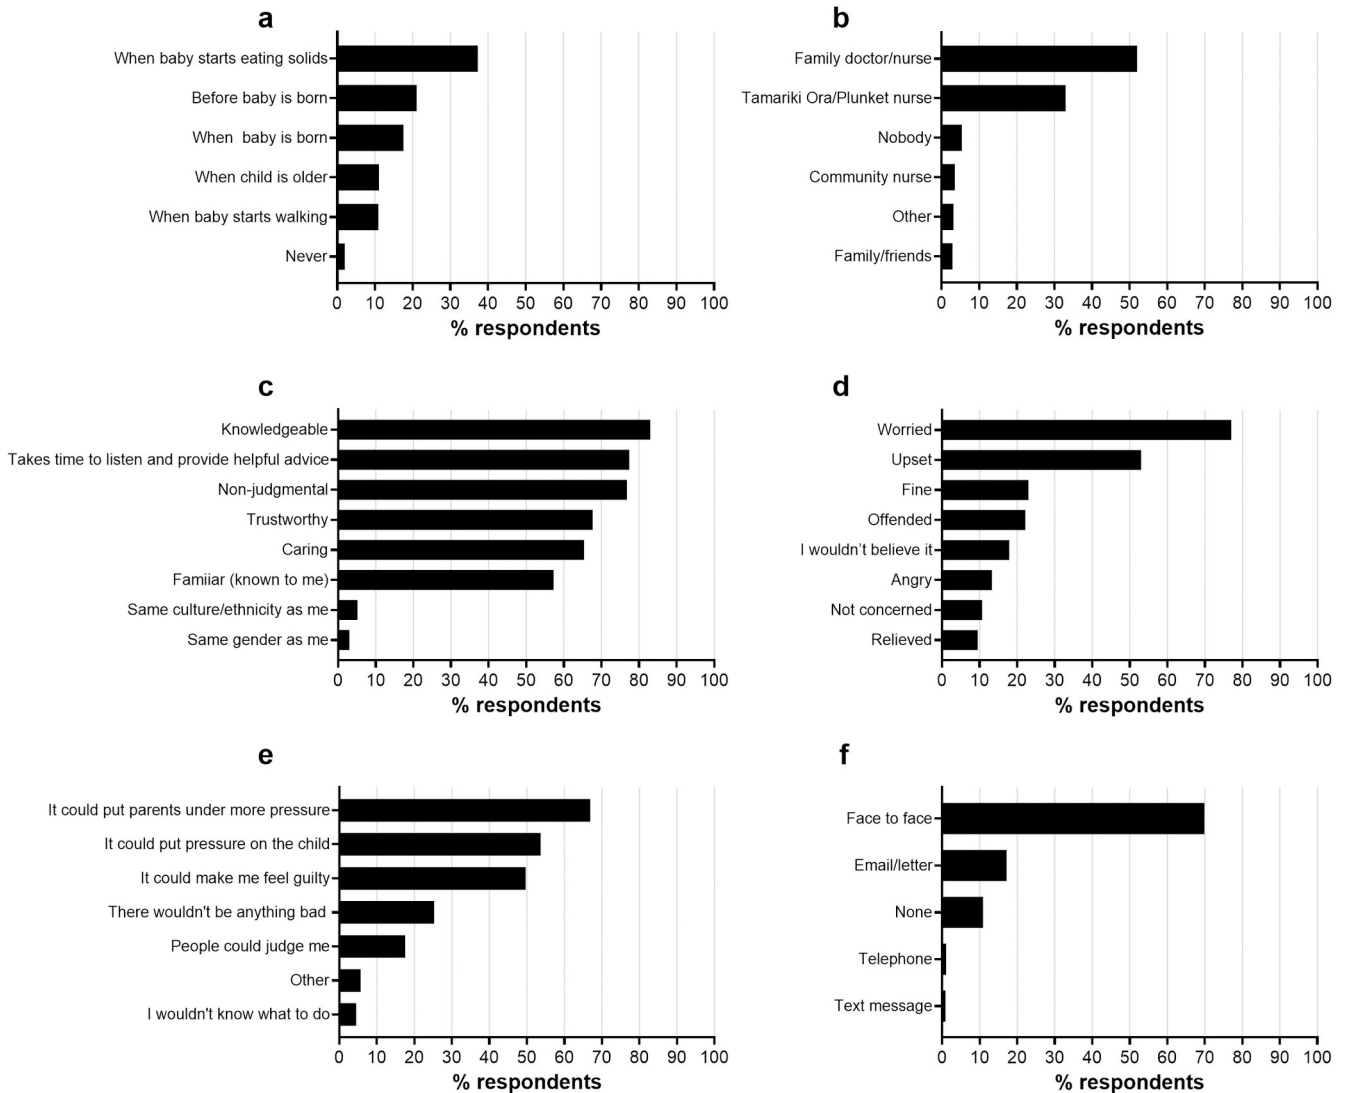 a
When baby starts eating solids
Before baby is born
When  baby is born
When child is older
When baby starts walking
Never
0 10 20 30 40 50 60 70 80 90 100
% respondents
b
Family doctor/nurse
Tamariki Ora/Plunket nurse
Nobody
Community nurse
Other
Family/friends
0 10 20 30 40 50 60 70 80 90 100
% respondents
c
Knowledgeable
Takes time to listen and provide helpful advice
Non-judgmental
Trustworthy
Caring
Famiiar (known to me)
Same culture/ethnicity as me
Same gender as me
0 10 20 30 40 50 60 70 80 90 100
% respondents
d
Worried
Upset
Fine
Offended
I wouldn’t believe it
Angry
Not concerned
Relieved
0 10 20 30 40 50 60 70 80 90 100
% respondents
e
It could put parents under more pressure
It could put pressure on the child
It could make me feel guilty
There wouldn't be anything bad
People could judge me
Other
I wouldn't know what to do
0 10 20 30 40 50 60 70 80 90 100
% respondents
f
Face to face
Email/letter
None
Telephone
Text message
0 10 20 30 40 50 60 70 80 90 100
% respondents